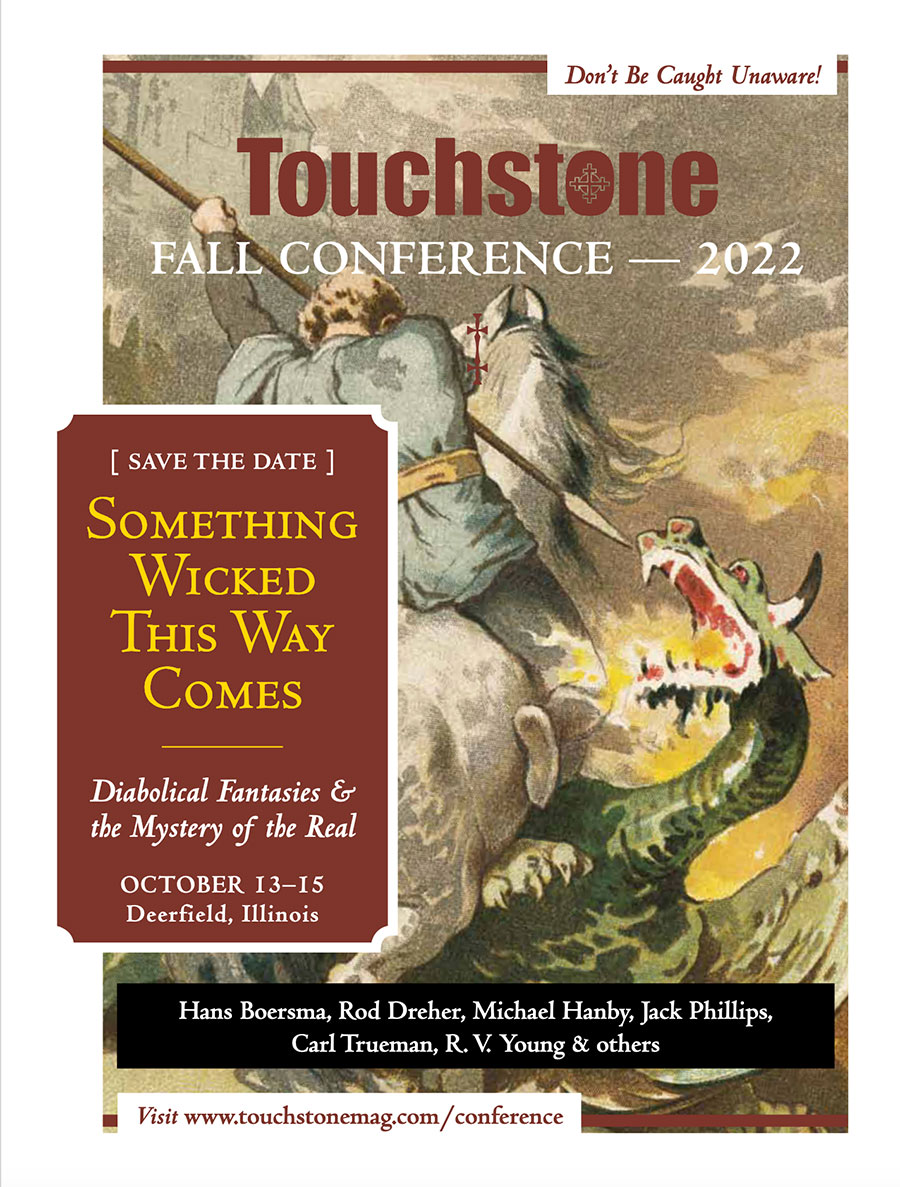 Don't Be Caught Unaware!
Touchstone
FALL CONFERENCE — 2022
[ SAVE THE DATE ]
SOMETHING
WICKED
THIS WAY
COMES
Diabolical Fantasies &
the Mystery of the Real
OCTOBER 13–15
Deerfield, Illinois
Hans Boersma, Rod Dreher, Michael Hanby, Jack Phillips,
Carl Trueman, R. V. Young & others
Visit www.touchstonemag.com/conference